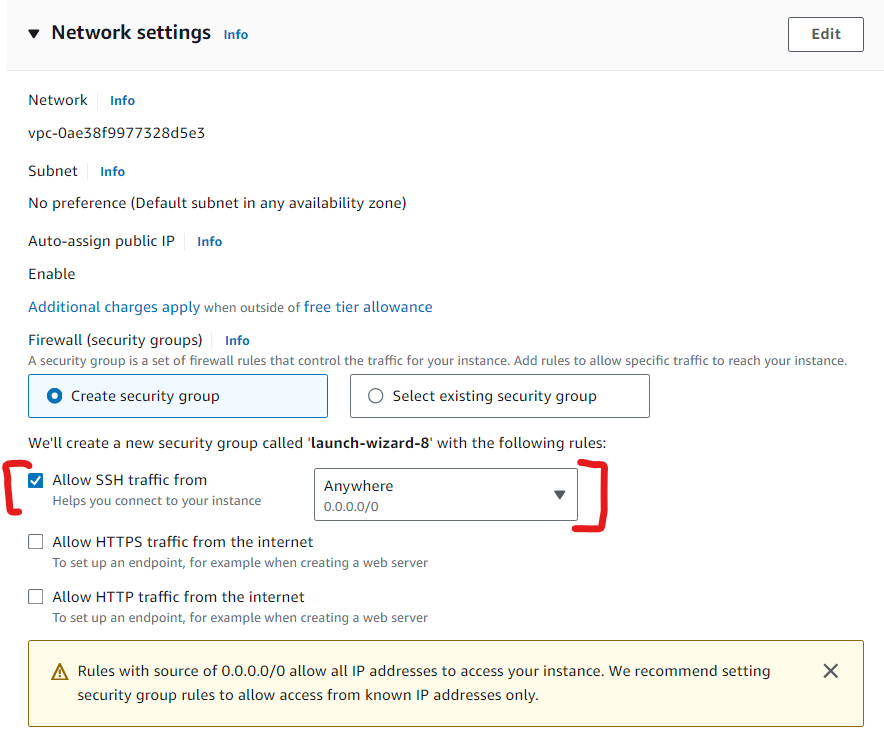 Network settings Info
Edit
Network Info
vpc-0ae38f9977328d5e3
Subnet Info
No preference (Default subnet in any availability zone)
Auto-assign public IP Info
Enable
Additional charges apply when outside of free tier allowance
Firewall (security groups) Info
A security group is a set of firewall rules that control the traffic for your instance. Add rules to allow specific traffic to reach your instance.
Create security group
Select existing security group
We'll create a new security group called 'launch-wizard-8' with the following rules:
Allow SSH traffic from
Helps you connect to your instance
Anywhere
0.0.0.0/0
Allow HTTPS traffic from the internet
To set up an endpoint, for example when creating a web server
Allow HTTP traffic from the internet
To set up an endpoint, for example when creating a web server
Rules with source of 0.0.0.0/0 allow all IP addresses to access your instance. We recommend setting
security group rules to allow access from known IP addresses only.